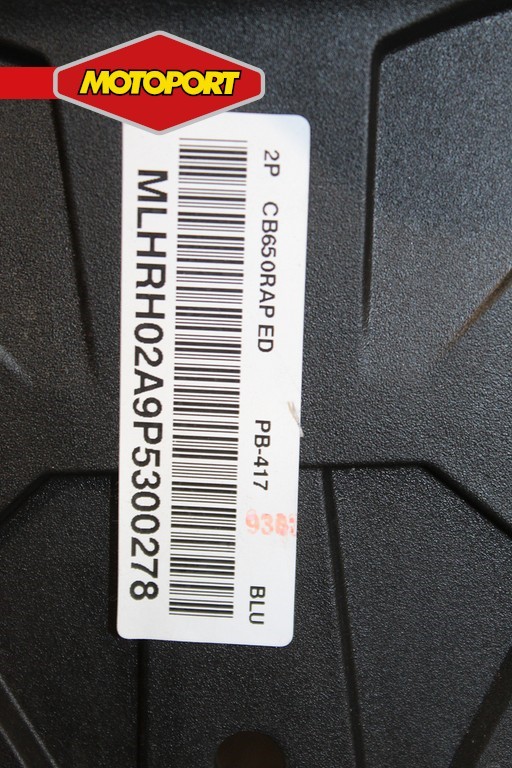 MOTOPORT
2P CB650RAP ED PB-417 BLU
MLHRH02A9P5300278